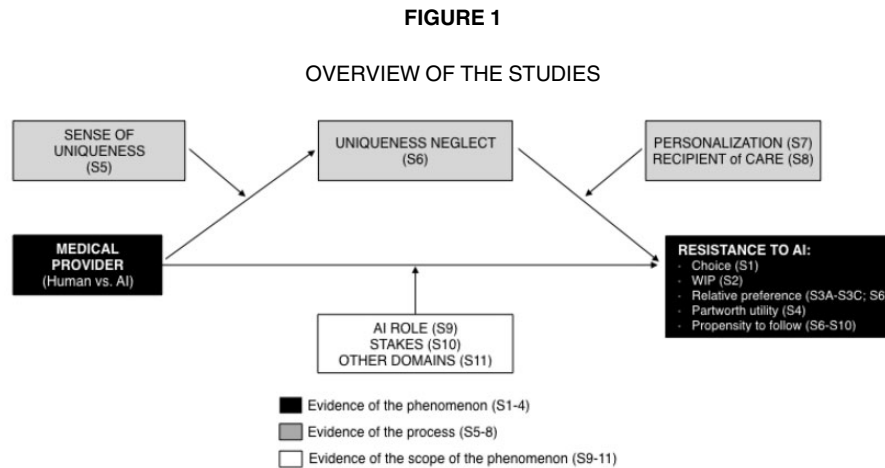 FIGURE 1
OVERVIEW OF THE STUDIES
SENSE OF
UNIQUENESS
(S5)
UNIQUENESS NEGLECT
(S6)
PERSONALIZATION (S7)
RECIPIENT of CARE (S8)
MEDICAL
PROVIDER
(Human vs. AI)
RESISTANCE TO AI:
· Choice (S1)
· WIP (S2)
· Relative preference (S3A-S3C; S6
· Partworth utility (S4)
· Propensity to follow (S6-S10)
AI ROLE (S9)
STAKES (S10)
OTHER DOMAINS (S11)
Evidence of the phenomenon (S1-4)
Evidence of the process (S5-8)
Evidence of the scope of the phenomenon (S9-11)